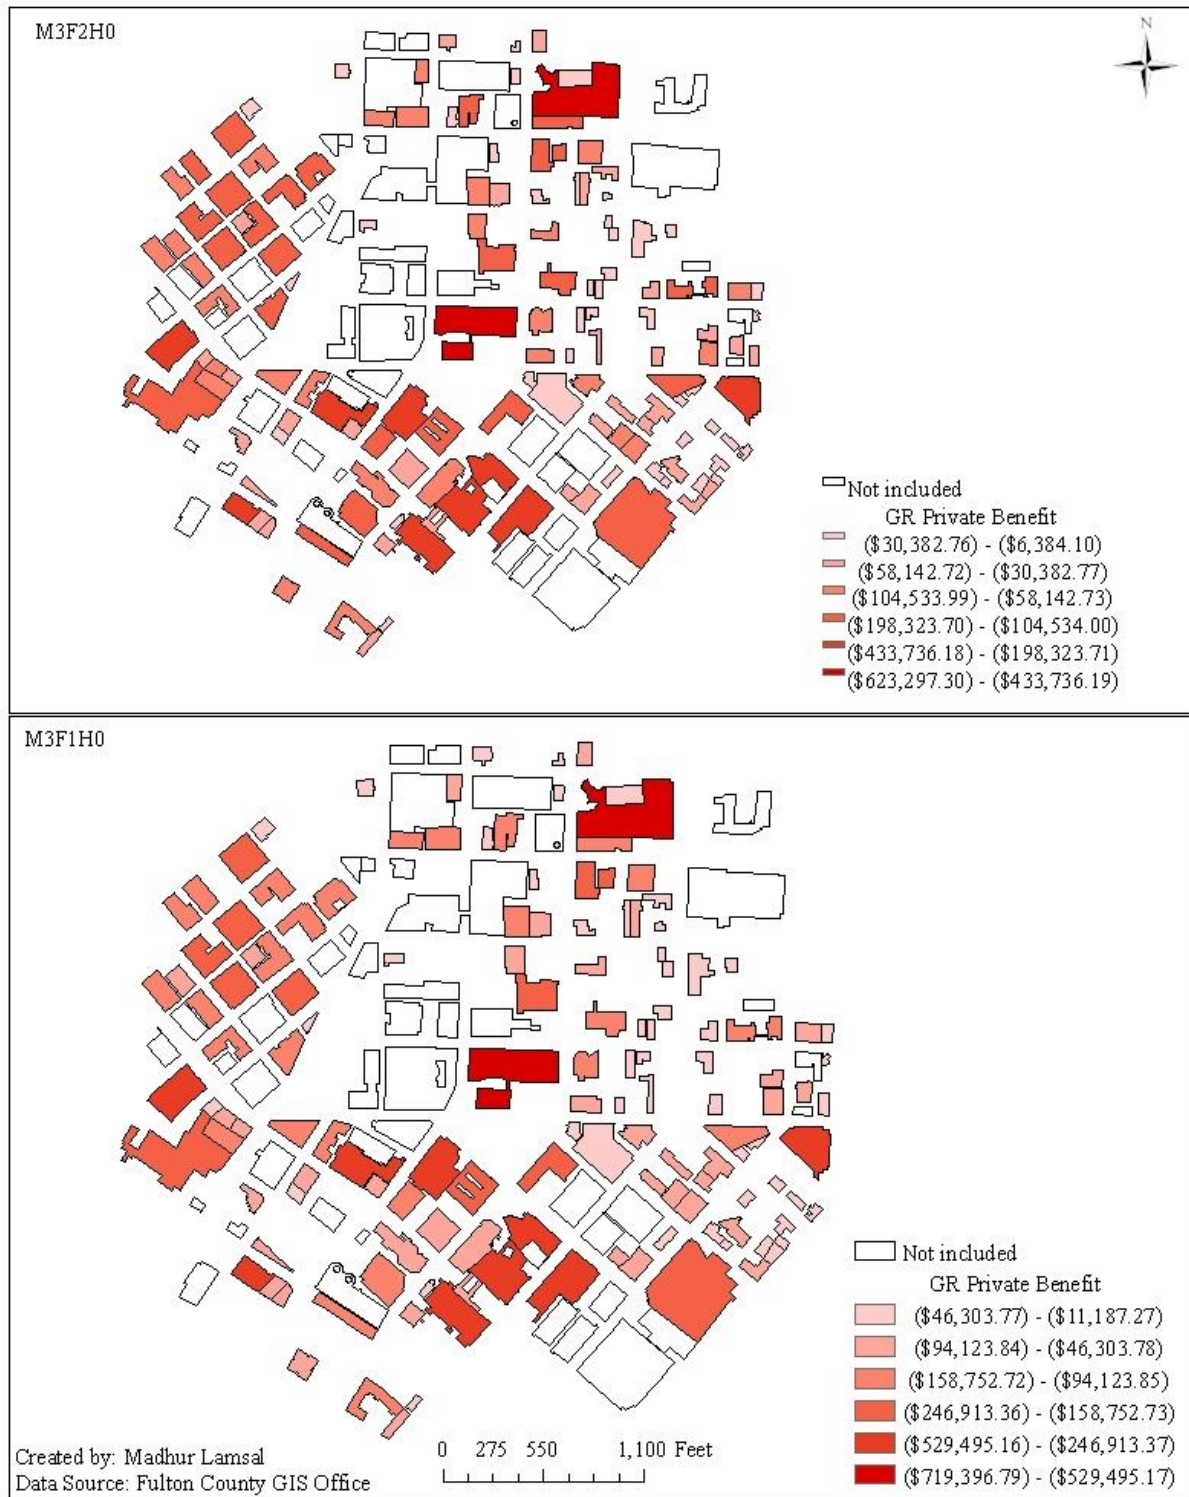 M3F2H0
N
Not included
GR Private Benefit
($30,382.76) - ($6,384.10)
($58,142.72) - ($30,382.77)
($104,533.99) - ($58,142.73)
($198,323.70) - ($104,534.00)
($433,736.18) - ($198,323.71)
($623,297.30) - ($433,736.19)
M3F1H0
Not included
GR Private Benefit
($46,303.77) - ($11,187.27)
($94,123.84) - ($46,303.78)
($158,752.72) - ($94,123.85)
($246,913.36) - ($158,752.73)
($529,495.16) - ($246,913.37)
($719,396.79) - ($529,495.17)
0 275 550 1,100 Feet
Created by: Madhur Lamsal
Data Source: Fulton County GIS Office